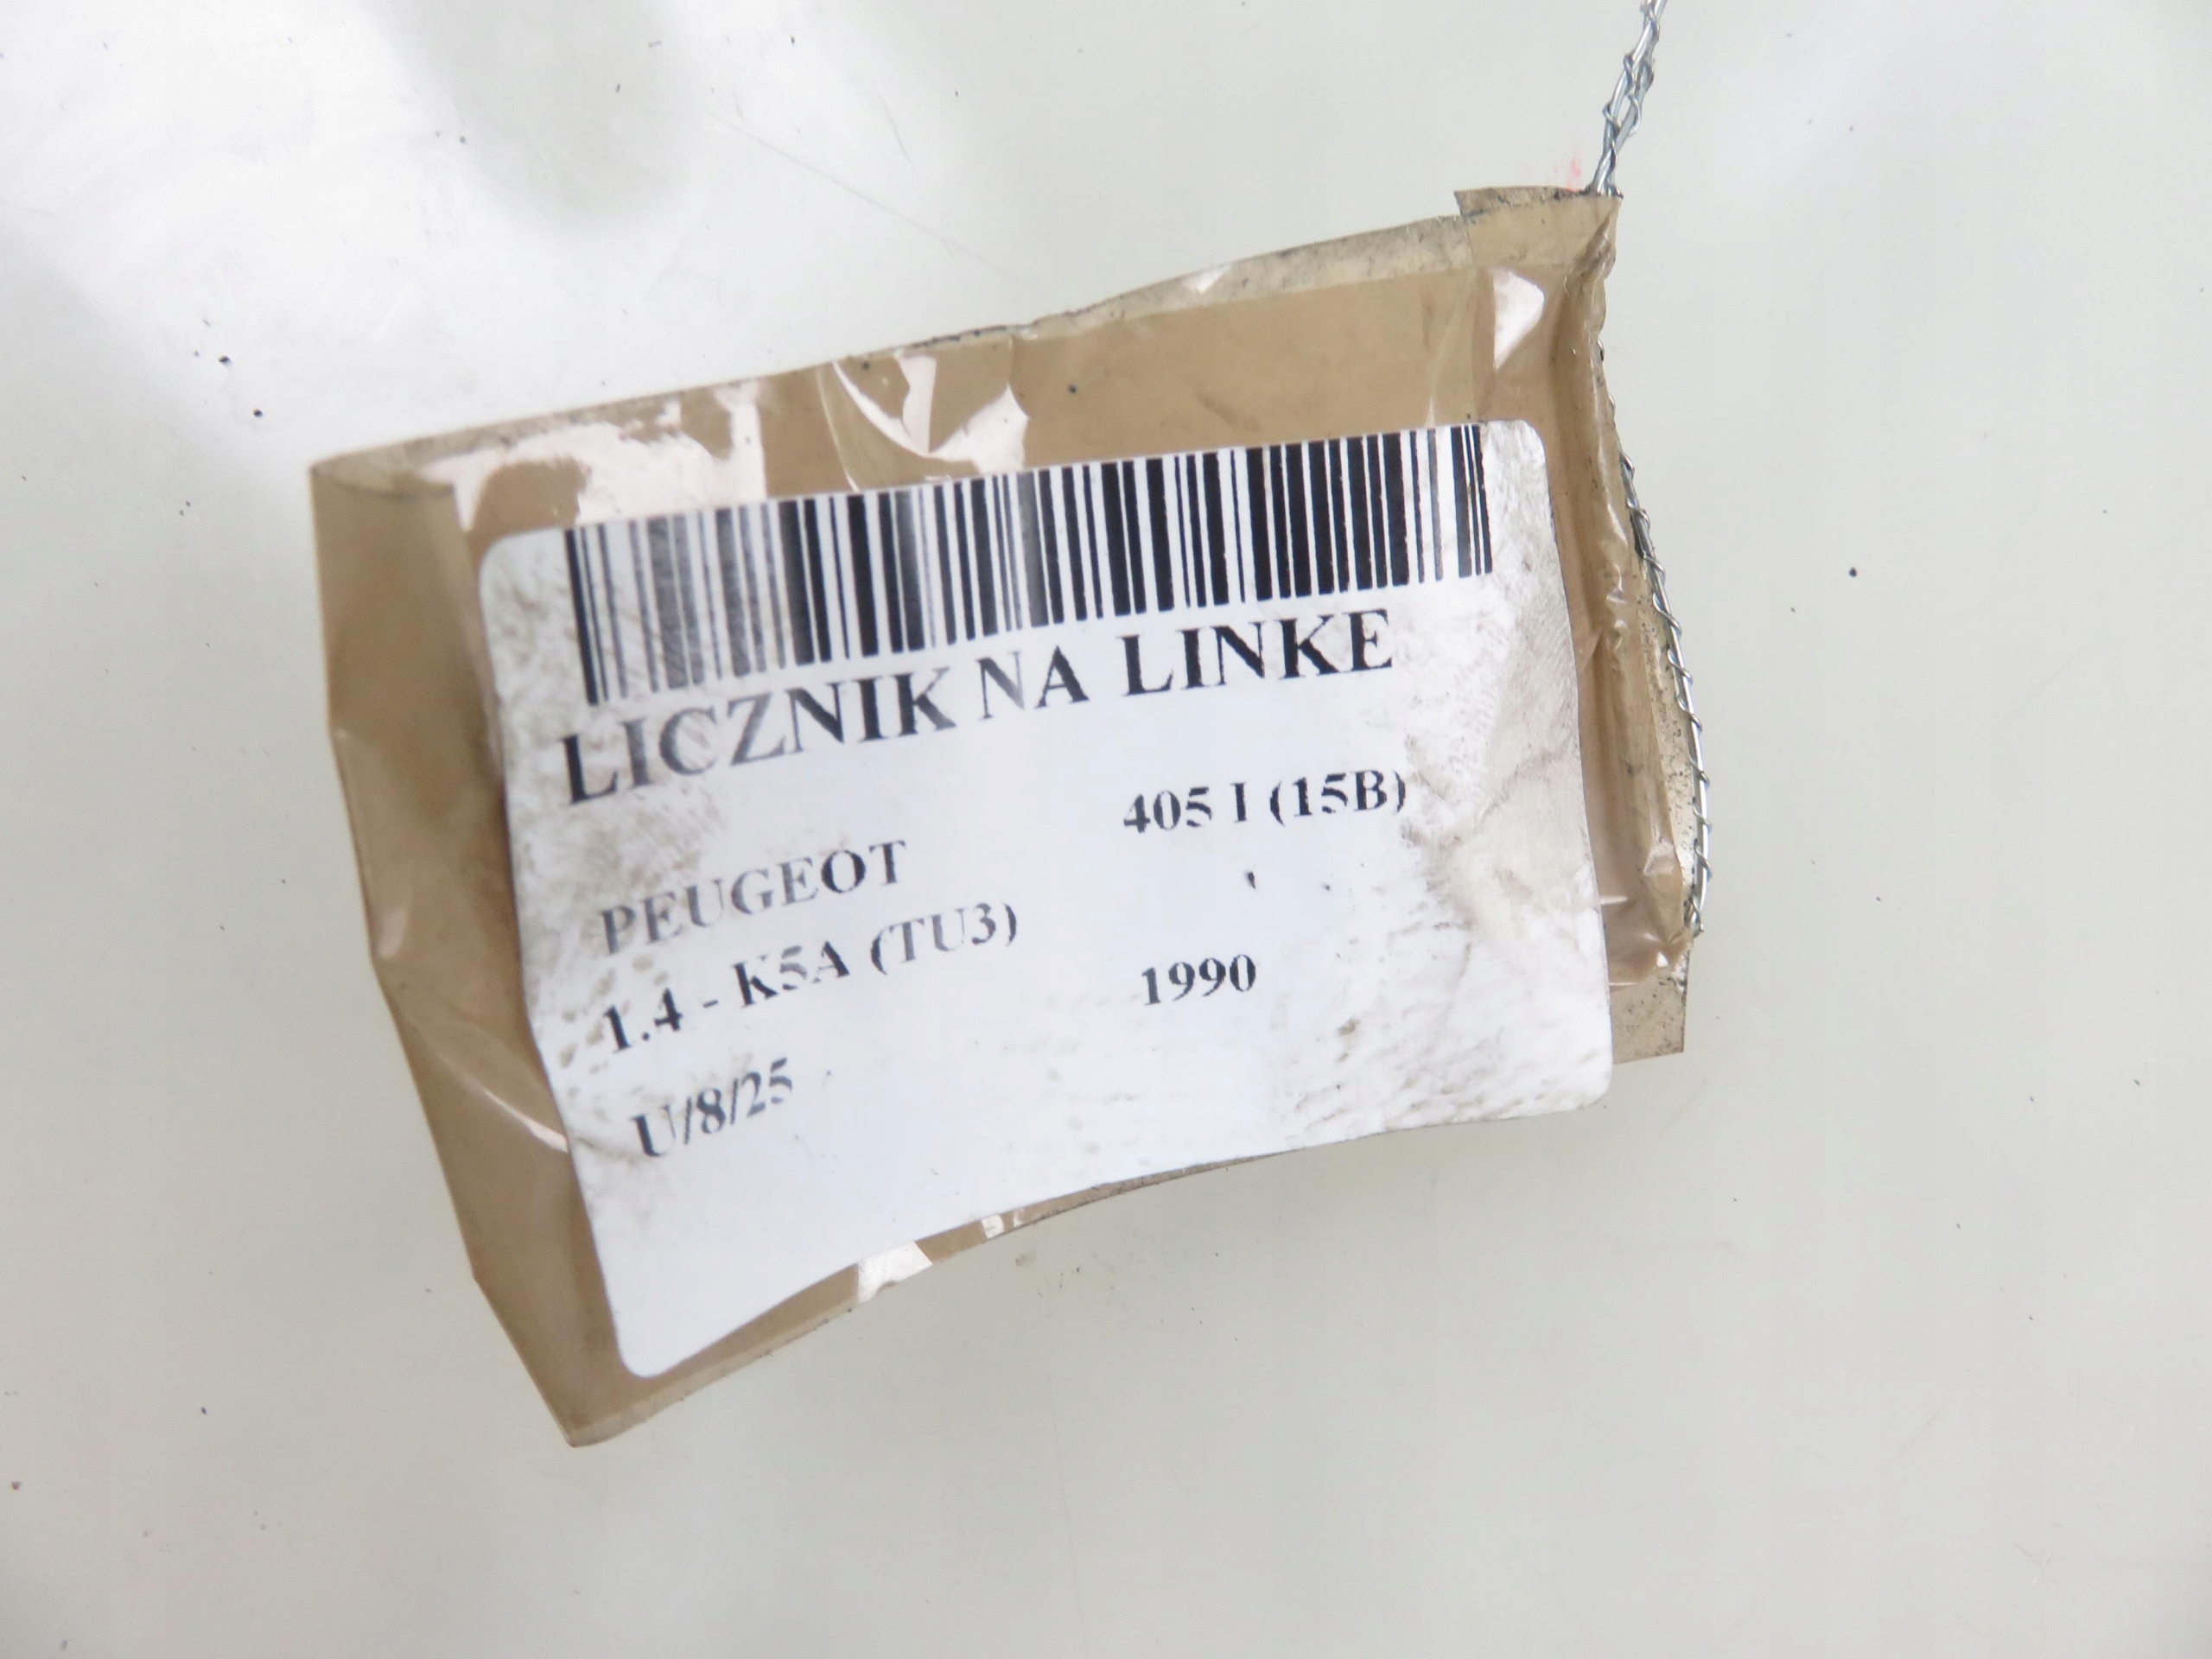 LICZNIK NA LINKE
PEUGEOT 405 I (15B)
1.4 - K5A (TU3) 1990
U/8/25